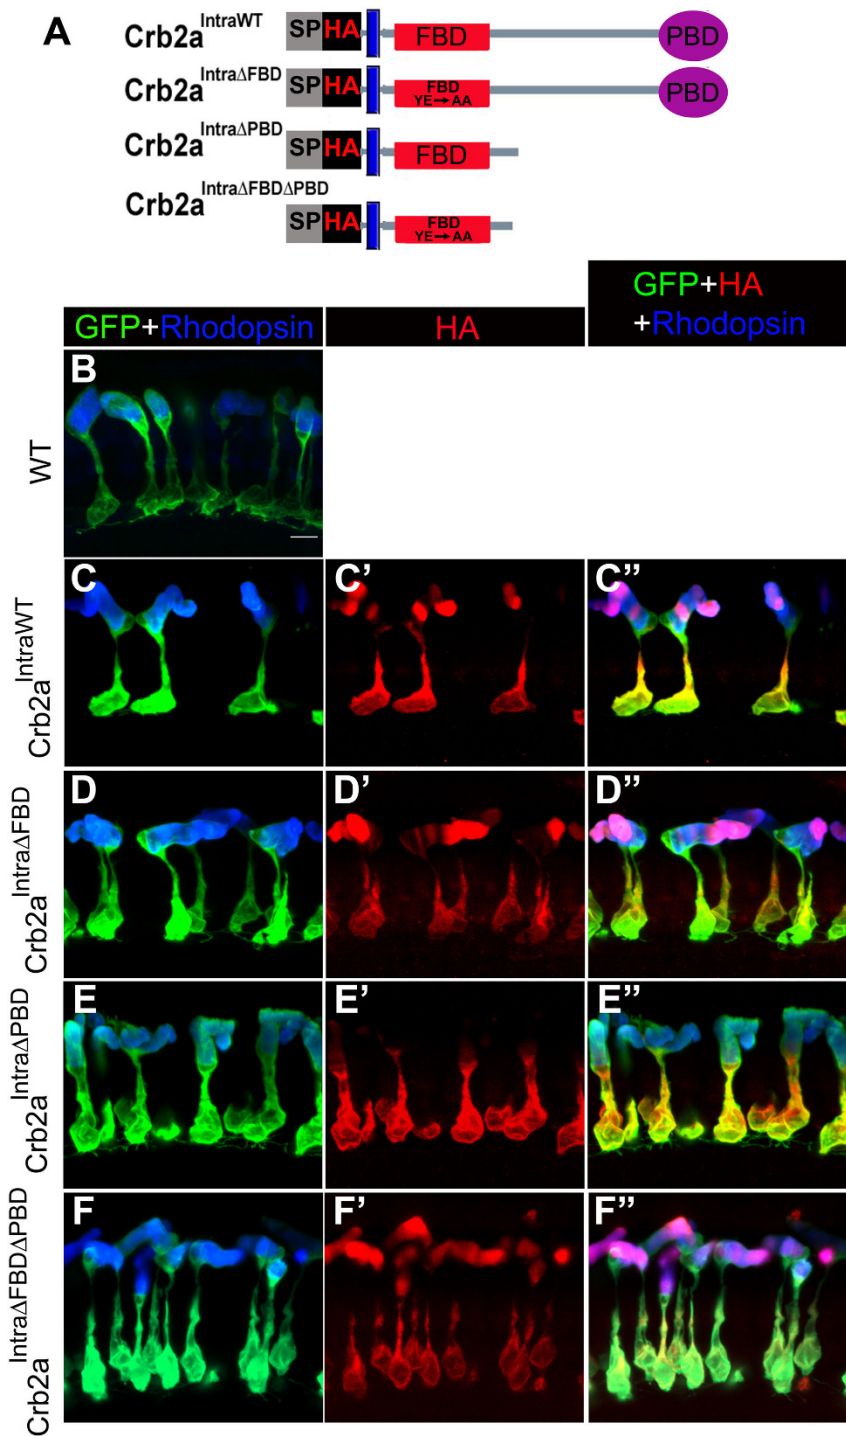 A
Crb2a IntraWT SP HA FBD PBD
Crb2a IntraΔFBD SP HA FBD YE→AA PBD
Crb2a IntraΔPBD SP HA FBD
Crb2a IntraΔFBDΔPBD SP HA FBD YE→AA
GFP+Rhodopsin
HA
GFP+HA
+Rhodopsin
WT
B
Crb2a IntraWT
C
C'
C"
Crb2a IntraΔFBD
D
D'
D"
Crb2a IntraΔPBD
E
E'
E"
Crb2a IntraΔFBDΔPBD
F
F'
F"